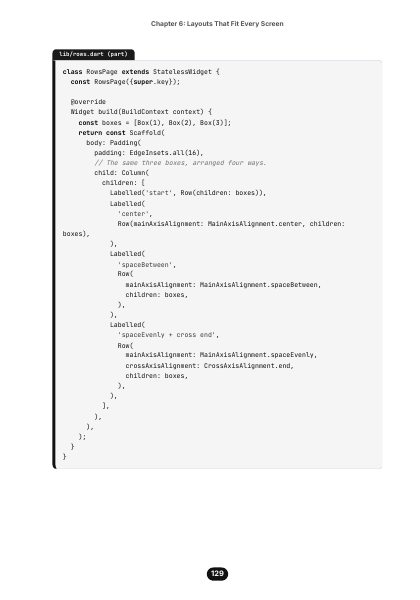 Chapter 6: Layouts That Fit Every Screen
lib/rows.dart (part)
class RowsPage extends StatelessWidget {
  const RowsPage({super.key});

  @override
  Widget build(BuildContext context) {
    const boxes = [Box(1), Box(2), Box(3)];
    return const Scaffold(
      body: Padding(
        padding: EdgeInsets.all(16),
        // The same three boxes, arranged four ways.
        child: Column(
          children: [
            Labelled('start', Row(children: boxes)),
            Labelled(
              'center',
              Row(mainAxisAlignment: MainAxisAlignment.center, children:
boxes),
            ),
            Labelled(
              'spaceBetween',
              Row(
                mainAxisAlignment: MainAxisAlignment.spaceBetween,
                children: boxes,
              ),
            ),
            Labelled(
              'spaceEvenly + cross end',
              Row(
                mainAxisAlignment: MainAxisAlignment.spaceEvenly,
                crossAxisAlignment: CrossAxisAlignment.end,
                children: boxes,
              ),
            ),
          ],
        ),
      ),
    );
  }
}
129